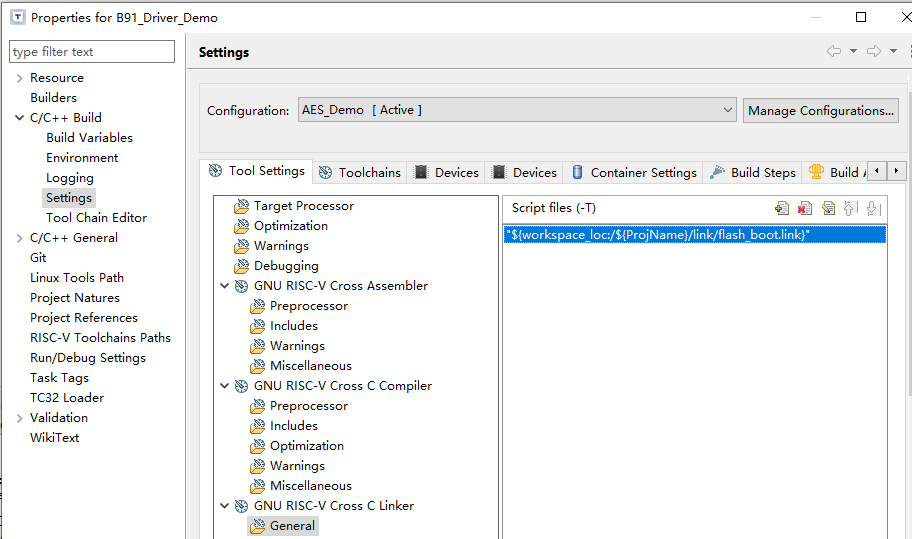 Properties for B91_Driver_Demo
type filter text
Resource
Builders
C/C++ Build
Build Variables
Environment
Logging
Settings
Tool Chain Editor
C/C++ General
Git
Linux Tools Path
Project Natures
Project References
RISC-V Toolchains Paths
Run/Debug Settings
Task Tags
TC32 Loader
Validation
WikiText
Settings
Configuration: AES_Demo [ Active ] Manage Configurations...
Tool Settings Toolchains Devices Devices Container Settings Build Steps Build
Target Processor
Optimization
Warnings
Debugging
GNU RISC-V Cross Assembler
Preprocessor
Includes
Warnings
Miscellaneous
GNU RISC-V Cross C Compiler
Preprocessor
Includes
Optimization
Warnings
Miscellaneous
GNU RISC-V Cross C Linker
General
Script files (-T)
"${workspace_loc:/${ProjName}/link/flash_boot.link}"